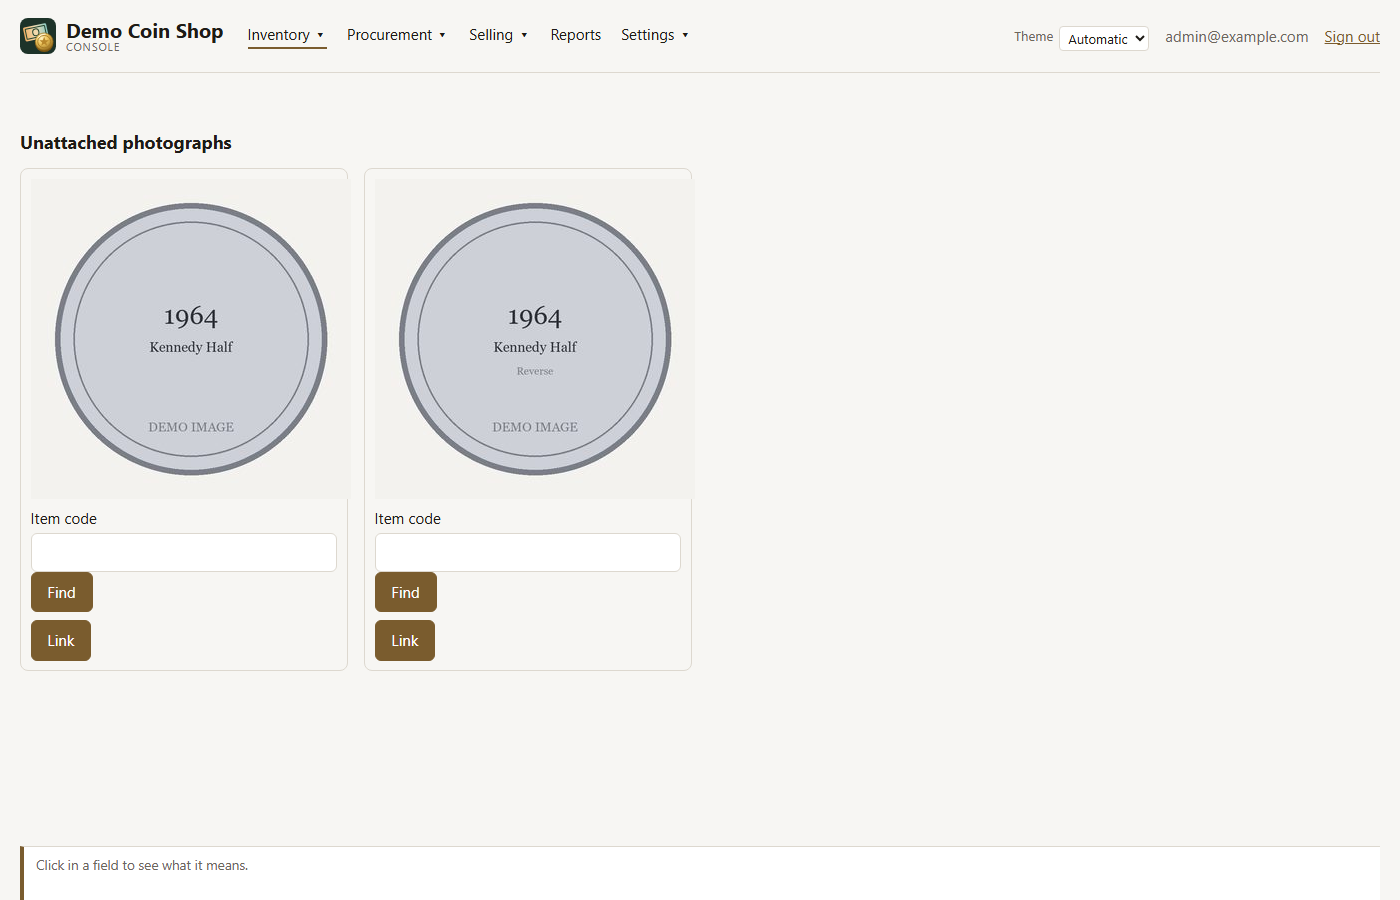 Demo Coin Shop
CONSOLE
Inventory ▾ Procurement ▾ Selling ▾ Reports Settings ▾
Theme Automatic admin@example.com Sign out
Unattached photographs
1964
Kennedy Half
DEMO IMAGE
Item code
Find
Link
1964
Kennedy Half
Reverse
DEMO IMAGE
Item code
Find
Link
Click in a field to see what it means.